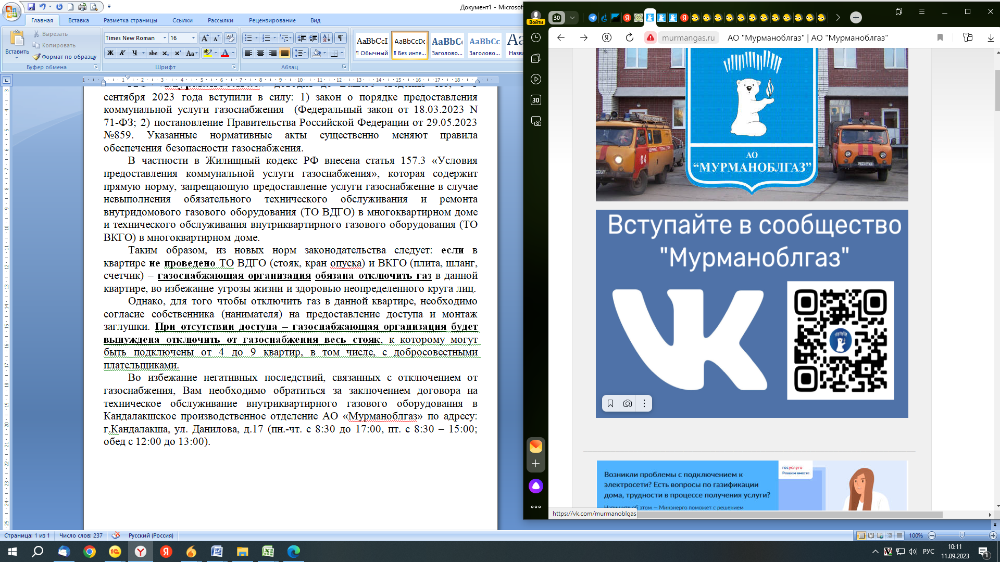 Документ1 - Microsoft
Главная
Вставка
Разметка страницы
Ссылки
Рассылки
Рецензирование
Вид
Вставить
Вырезать
Копировать
Формат по образцу
Буфер обмена
Times New Roman
16
Шрифт
Абзац
AaBbCcI
¶ Обычный
AaBbCcDc
¶ Без инте...
AaBbCc
Заголово...
AaBbCc
Заголово...
Назва
сентября 2023 года вступили в силу: 1) закон о порядке предоставления
коммунальной услуги газоснабжения (Федеральный закон от 18.03.2023 N
71-ФЗ; 2) постановление Правительства Российской Федерации от 29.05.2023
№859. Указанные нормативные акты существенно меняют правила
обеспечения безопасности газоснабжения.
В частности в Жилищный кодекс РФ внесена статья 157.3 «Условия
предоставления коммунальной услуги газоснабжения», которая содержит
прямую норму, запрещающую предоставление услуги газоснабжение в случае
невыполнения обязательного технического обслуживания и ремонта
внутридомового газового оборудования (ТО ВДГО) в многоквартирном доме
и технического обслуживания внутриквартирного газового оборудования (ТО
ВКГО) в многоквартирном доме.
Таким образом, из новых норм законодательства следует: если в
квартире не проведено ТО ВДГО (стояк, кран опуска) и ВКГО (плита, шланг,
счетчик) – газоснабжающая организация обязана отключить газ в данной
квартире, во избежание угрозы жизни и здоровью неопределенного круга лиц.
Однако, для того чтобы отключить газ в данной квартире, необходимо
согласие собственника (нанимателя) на предоставление доступа и монтаж
заглушки. При отсутствии доступа – газоснабжающая организация будет
вынуждена отключить от газоснабжения весь стояк, к которому могут
быть подключены от 4 до 9 квартир, в том числе, с добросовестными
плательщиками.
Во избежание негативных последствий, связанных с отключением от
газоснабжения, Вам необходимо обратиться за заключением договора на
техническое обслуживание внутриквартирного газового оборудования в
Кандалакшское производственное отделение АО «Мурманоблгаз» по адресу:
г.Кандалакша, ул. Данилова, д.17 (пн.-чт. с 8:30 до 17:00, пт. с 8:30 – 15:00;
обед с 12:00 до 13:00).
Страница: 1 из 1
Число слов: 237
Русский (Россия)
100%
Войти
30
30
murmangas.ru
АО "Мурманоблгаз" | АО "Мурманоблгаз"
04
АО
“МУРМАНОБЛГАЗ”
Вступайте в сообщество
"Мурманоблгаз"
госуслуги
Решаем вместе
Возникли проблемы с подключением к
электросети? Есть вопросы по газификации
дома, трудности в процессе получения услуги?
Напишите об этом — Минэнерго поможет с решением
https://vk.com/murmanoblgas
РУС
10:11
11.09.2023
1